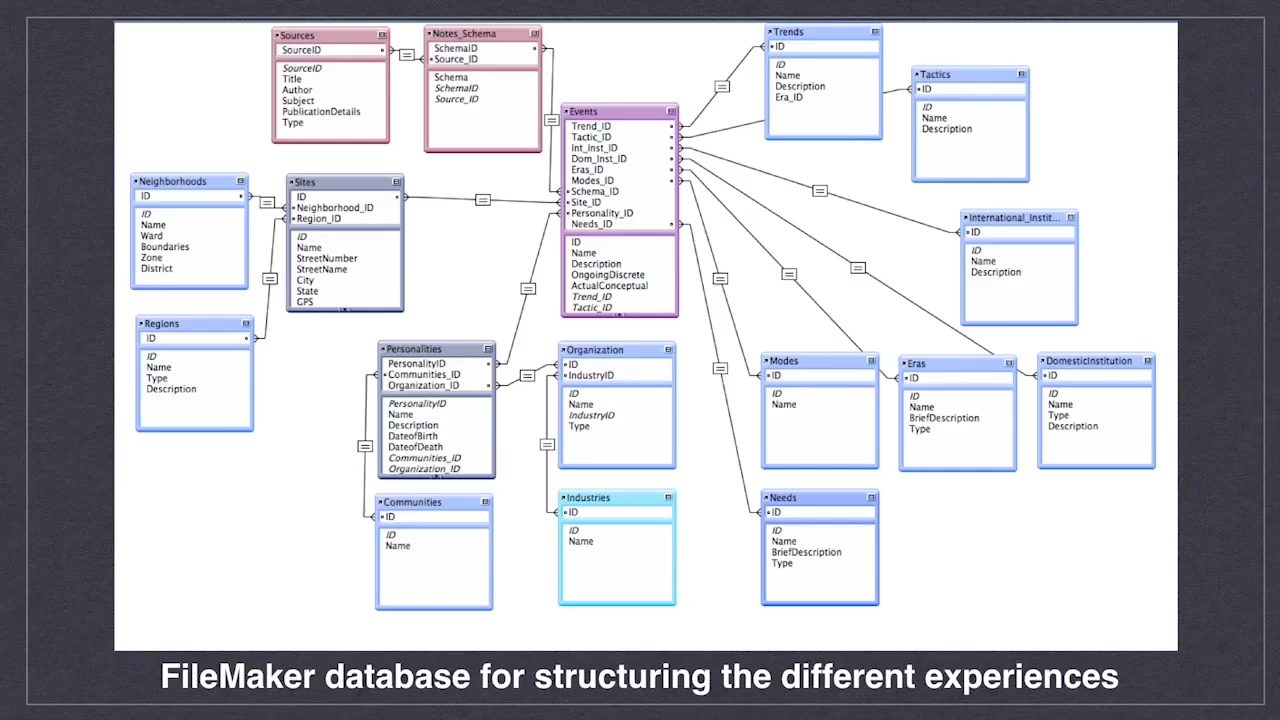 Sources
SourceID
SourceID
Title
Author
Subject
PublicationDetails
Type
Notes_Schema
SchemaID
Source_ID
Schema
SchemaID
Source_ID
Events
Trend_ID
Tactic_ID
Int_Inst_ID
Dom_Inst_ID
Eras_ID
Modes_ID
Schema_ID
Site_ID
Personality_ID
Needs_ID
ID
Name
Description
OngoingDiscrete
ActualConceptual
Trend_ID
Tactic_ID
Trends
ID
ID
Name
Description
Era_ID
Tactics
ID
ID
Name
Description
Neighborhoods
ID
ID
Name
Ward
Boundaries
Zone
District
Sites
ID
Neighborhood_ID
Region_ID
ID
Name
StreetNumber
StreetName
City
State
GPS
International_Instit...
ID
ID
Name
Description
Regions
ID
ID
Name
Type
Description
Personalities
PersonalityID
Communities_ID
Organization_ID
PersonalityID
Name
Description
DateofBirth
DateofDeath
Communities_ID
Organization_ID
Organization
ID
IndustryID
ID
Name
IndustryID
Type
Modes
ID
ID
Name
Eras
ID
ID
Name
BriefDescription
Type
DomesticInstitution
ID
ID
Name
Type
Description
Communities
ID
ID
Name
Industries
ID
ID
Name
Needs
ID
ID
Name
BriefDescription
Type
FileMaker database for structuring the different experiences